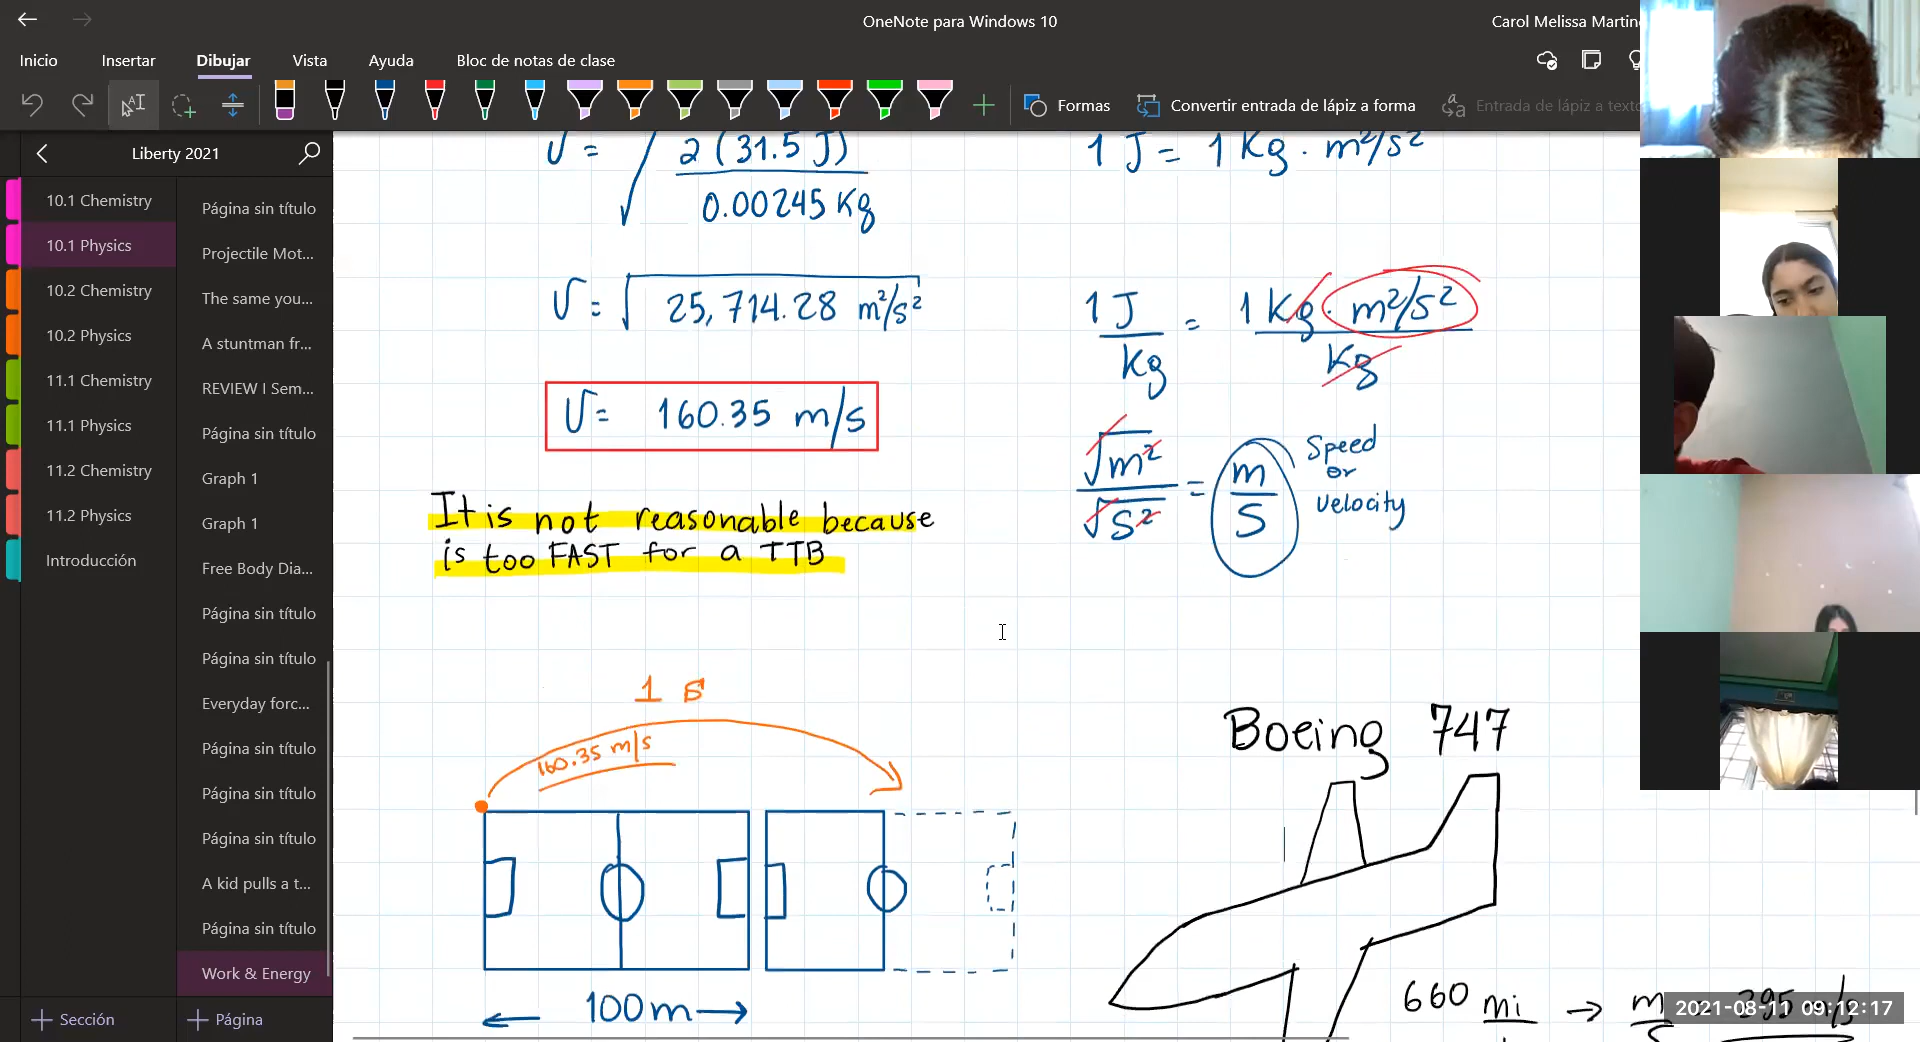 OneNote para Windows 10
Carol Melissa Martin
Inicio
Insertar
Dibujar
Vista
Ayuda
Bloc de notas de clase
Formas
Convertir entrada de lápiz a forma
Entrada de lápiz a texto
Liberty 2021
10.1 Chemistry
10.1 Physics
10.2 Chemistry
10.2 Physics
11.1 Chemistry
11.1 Physics
11.2 Chemistry
11.2 Physics
Introducción
Sección
Página sin título
Projectile Mot...
The same you...
A stuntman fr...
REVIEW I Sem...
Página sin título
Graph 1
Graph 1
Free Body Dia...
Página sin título
Página sin título
Everyday forc...
Página sin título
Página sin título
Página sin título
A kid pulls a t...
Página sin título
Work & Energy
Página
v = √ 2 (31.5 J)
0.00245 Kg
v = √ 25,714.28 m²/s²
v = 160.35 m/s
It is not reasonable because
is too FAST for a TTB
1 J = 1 Kg · m²/s²
1 J = 1 Kg · m²/s²
kg Kg
√m² = m
√s² s
Speed
or
velocity
1 s
160.35 m/s
100m
Boeing 747
660 mi → m 395 m/s
s
2021-08-11 09:12:17